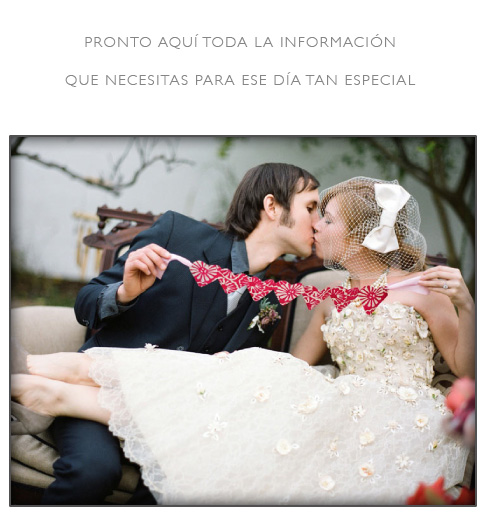 PRONTO AQUÍ TODA LA INFORMACIÓN
QUE NECESITAS PARA ESE DÍA TAN ESPECIAL